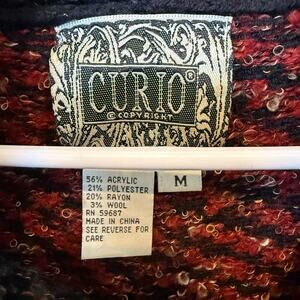 CURIO®
© COPYRIGHT
56% ACRYLIC
21% POLYESTER
20% RAYON
3% WOOL
RN 59687
MADE IN CHINA
SEE REVERSE FOR
CARE
M